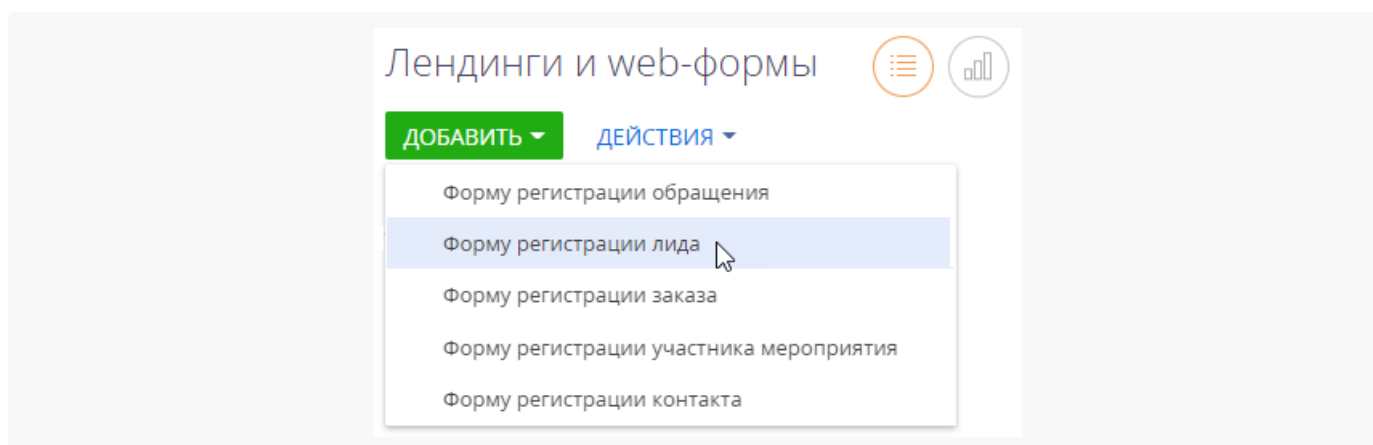 Лендинги и web-формы
ДОБАВИТЬ ДЕЙСТВИЯ
Форму регистрации обращения
Форму регистрации лида
Форму регистрации заказа
Форму регистрации участника мероприятия
Форму регистрации контакта